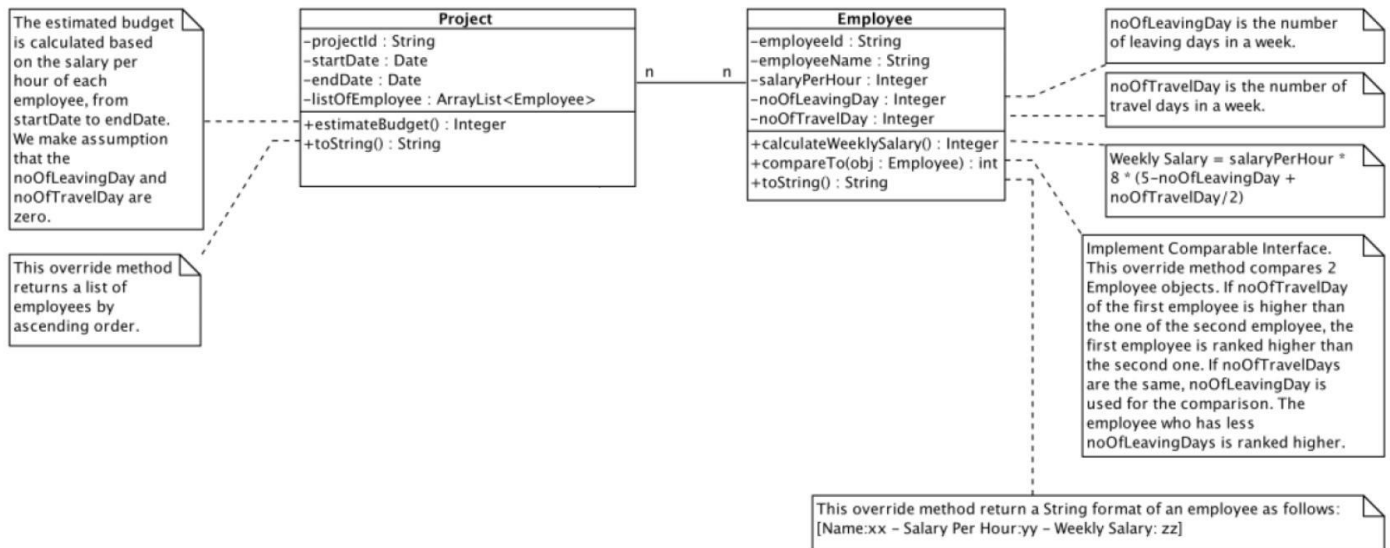 The estimated budget
is calculated based
on the salary per
hour of each
employee, from
startDate to endDate.
We make assumption
that the
noOfLeavingDay and
noOfTravelDay are
zero.
This override method
returns a list of
employees by
ascending order.
Project
-projectId : String
-startDate : Date
-endDate : Date
-listOfEmployee : ArrayList<Employee>
+estimateBudget() : Integer
+toString() : String
n
n
Employee
-employeeId : String
-employeeName : String
-salaryPerHour : Integer
-noOfLeavingDay : Integer
-noOfTravelDay : Integer
+calculateWeeklySalary() : Integer
+compareTo(obj : Employee) : int
+toString() : String
noOfLeavingDay is the number
of leaving days in a week.
noOfTravelDay is the number of
travel days in a week.
Weekly Salary = salaryPerHour *
8 * (5-noOfLeavingDay +
noOfTravelDay/2)
Implement Comparable Interface.
This override method compares 2
Employee objects. If noOfTravelDay
of the first employee is higher than
the one of the second employee, the
first employee is ranked higher than
the second one. If noOfTravelDays
are the same, noOfLeavingDay is
used for the comparison. The
employee who has less
noOfLeavingDays is ranked higher.
This override method return a String format of an employee as follows:
[Name:xx - Salary Per Hour:yy - Weekly Salary: zz]